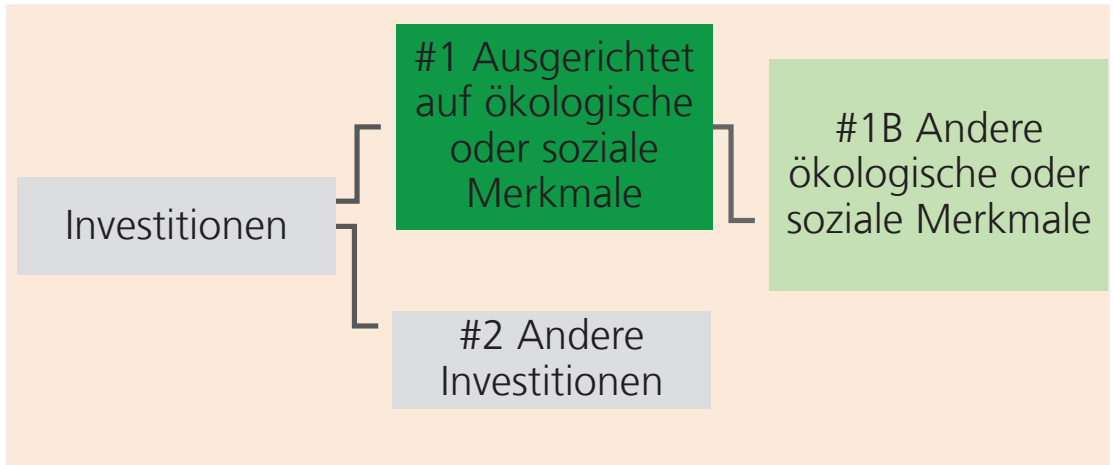 Investitionen
#1 Ausgerichtet
auf ökologische
oder soziale
Merkmale
#1B Andere
ökologische oder
soziale Merkmale
#2 Andere
Investitionen